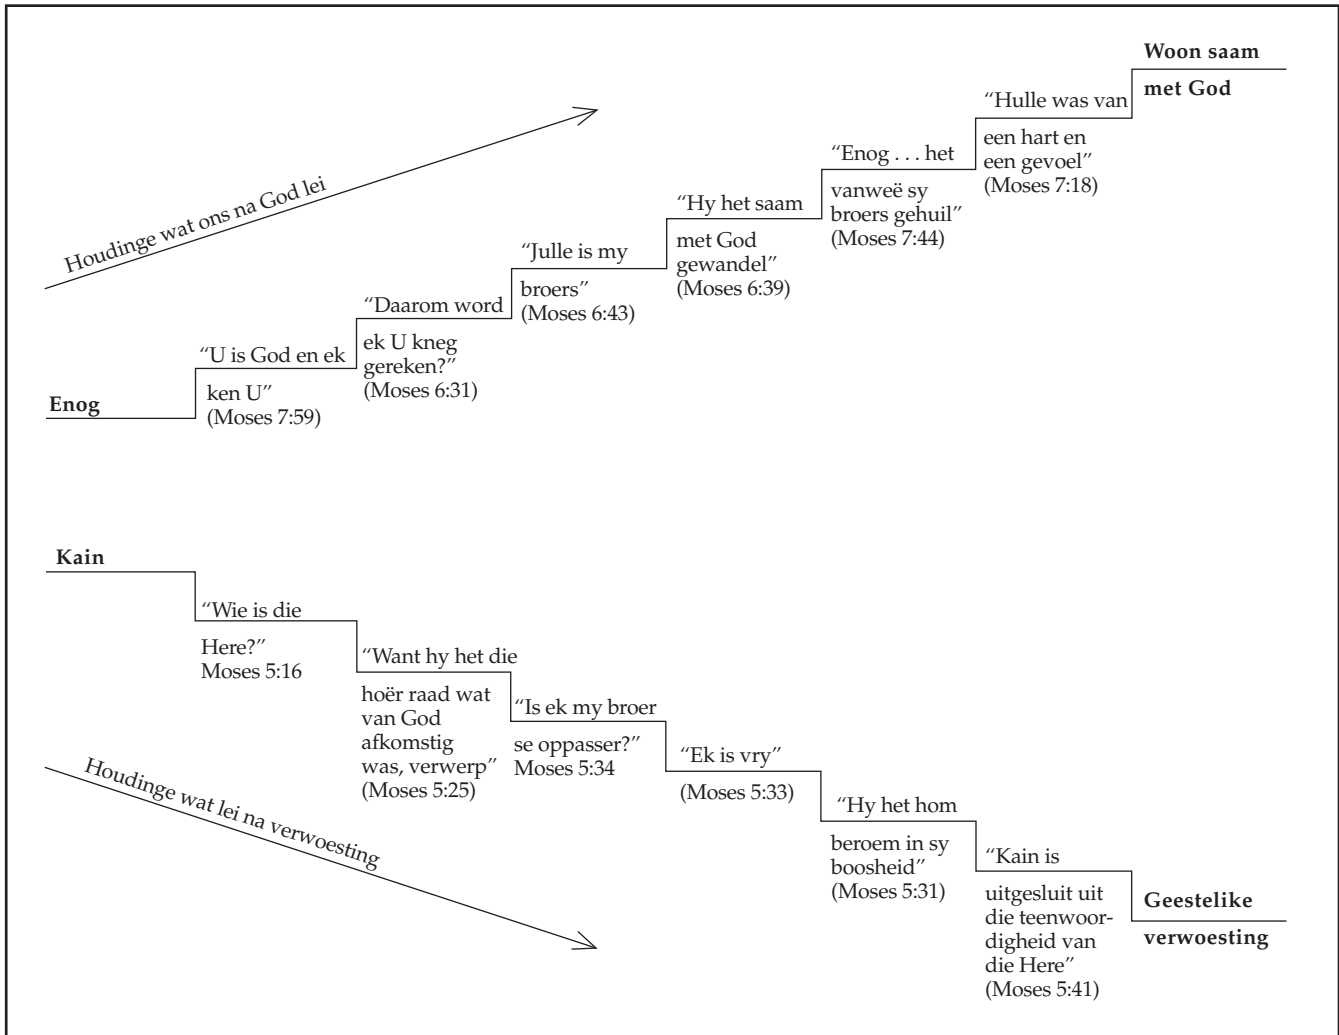 Woon saam
met God
“Hulle was van
een hart en
een gevoel”
(Moses 7:18)
“Enog . . . het
vanweë sy
broers gehuil”
(Moses 7:44)
“Hy het saam
met God
gewandel”
(Moses 6:39)
“Julle is my
broers”
(Moses 6:43)
“Daarom word
ek U kneg
gereken?”
(Moses 6:31)
“U is God en ek
ken U”
(Moses 7:59)
Enog
Houdinge wat ons na God lei
Kain
“Wie is die
Here?”
Moses 5:16
“Want hy het die
hoër raad wat
van God
afkomstig
was, verwerp”
(Moses 5:25)
“Is ek my broer
se oppasser?”
Moses 5:34
“Ek is vry”
(Moses 5:33)
“Hy het hom
beroem in sy
boosheid”
(Moses 5:31)
“Kain is
uitgesluit uit
die teenwoor-
digheid van
die Here”
(Moses 5:41)
Geestelike
verwoesting
Houdinge wat lei na verwoesting